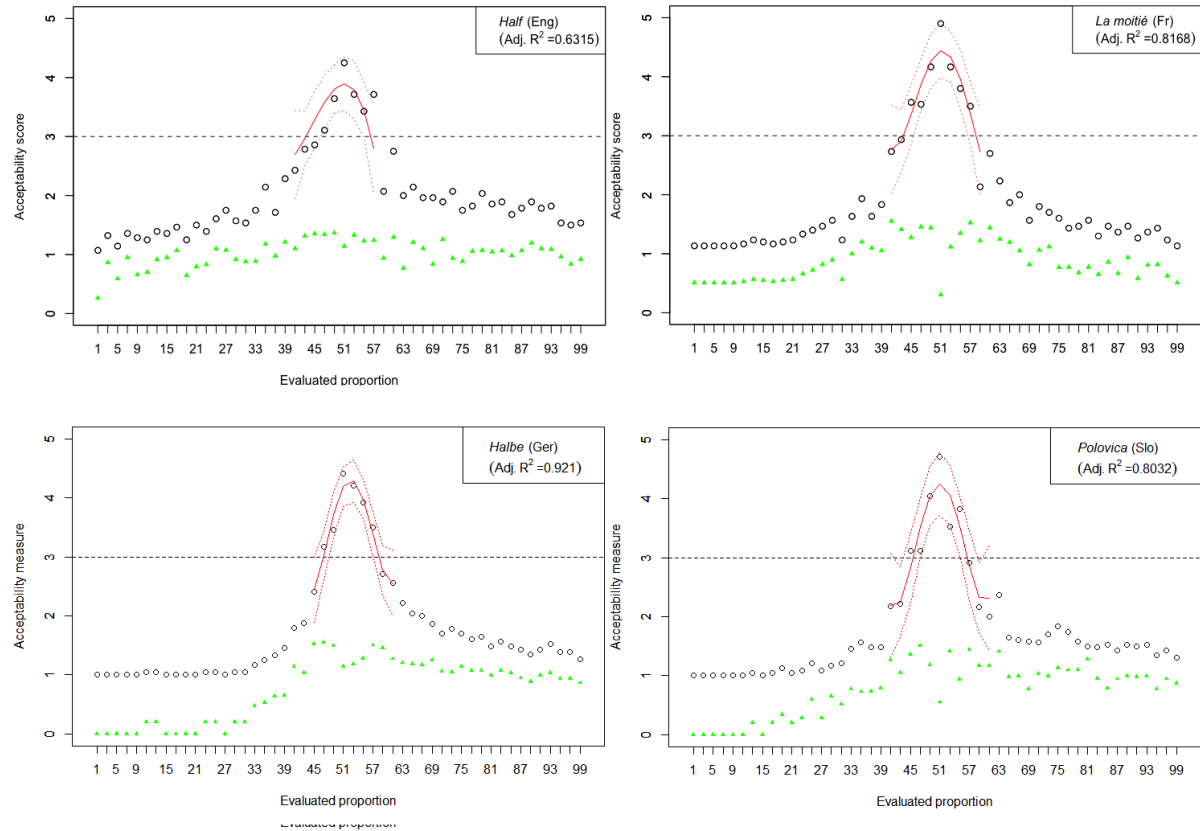 Half (Eng)
(Adj. R² =0.6315)
Acceptability score
5
4
3
2
1
0
1 5 9 15 21 27 33 39 45 51 57 63 69 75 81 87 93 99
Evaluated proportion
La moitié (Fr)
(Adj. R² =0.8168)
Acceptability score
5
4
3
2
1
0
1 5 9 15 21 27 33 39 45 51 57 63 69 75 81 87 93 99
Halbe (Ger)
(Adj. R² =0.921)
Acceptability measure
5
4
3
2
1
0
1 5 9 15 21 27 33 39 45 51 57 63 69 75 81 87 93 99
Evaluated proportion
Evaluated proportion
Polovica (Slo)
(Adj. R² =0.8032)
Acceptability measure
5
4
3
2
1
0
1 5 9 15 21 27 33 39 45 51 57 63 69 75 81 87 93 99
Evaluated proportion